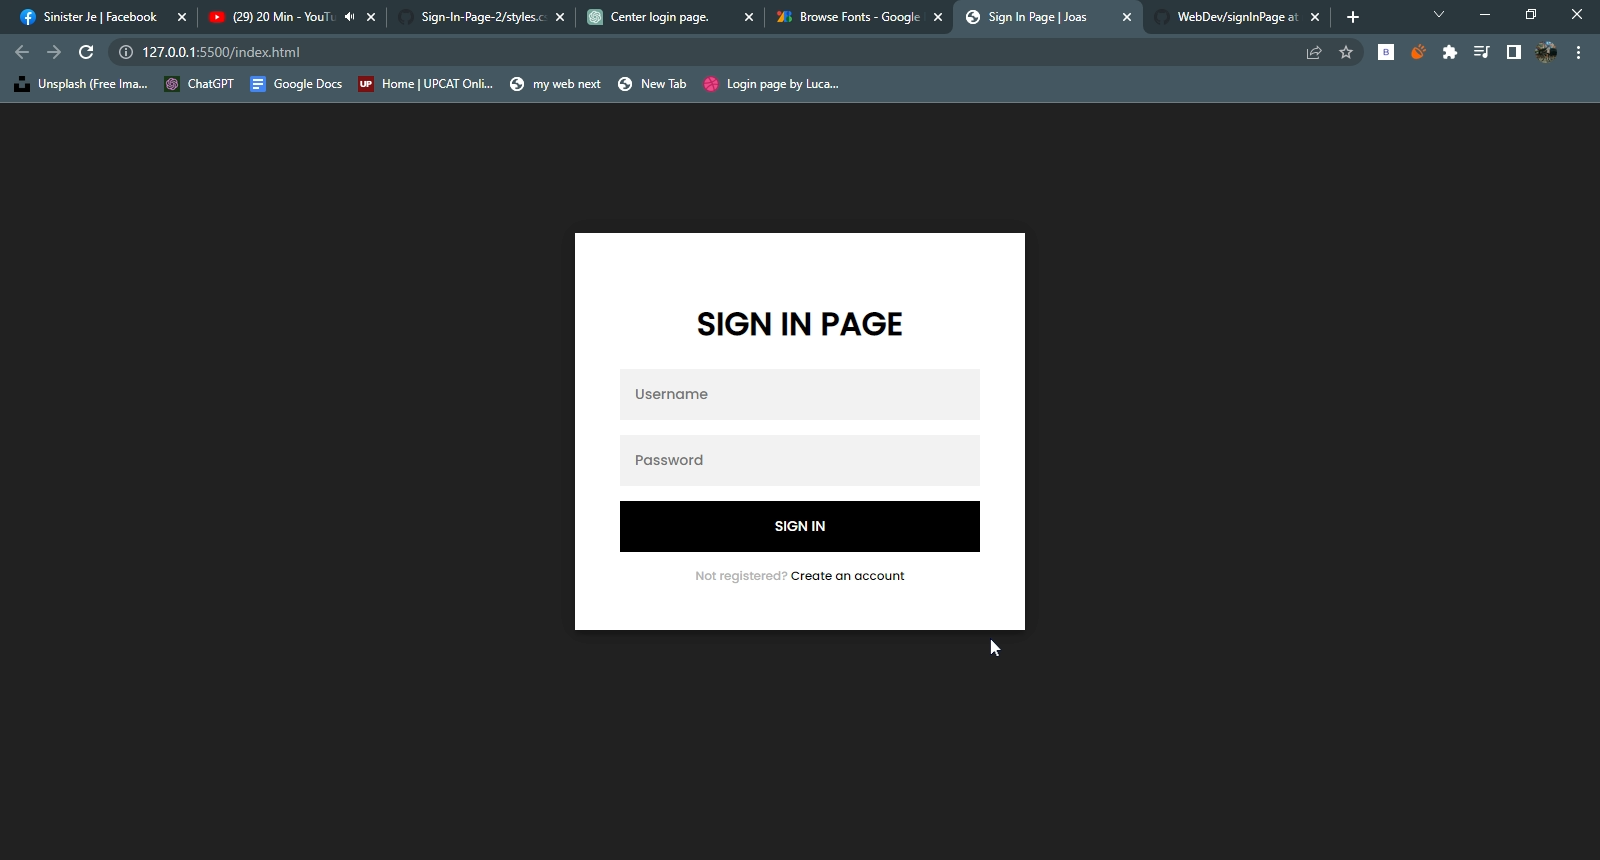 Sinister Je | Facebook
(29) 20 Min - YouTu
Sign-In-Page-2/styles.c
Center login page.
Browse Fonts - Google
Sign In Page | Joas
WebDev/signInPage at
127.0.0.1:5500/index.html
Unsplash (Free Ima...
ChatGPT
Google Docs
UP
Home | UPCAT Onli...
my web next
New Tab
Login page by Luca...
B
SIGN IN PAGE
Username
Password
SIGN IN
Not registered? Create an account